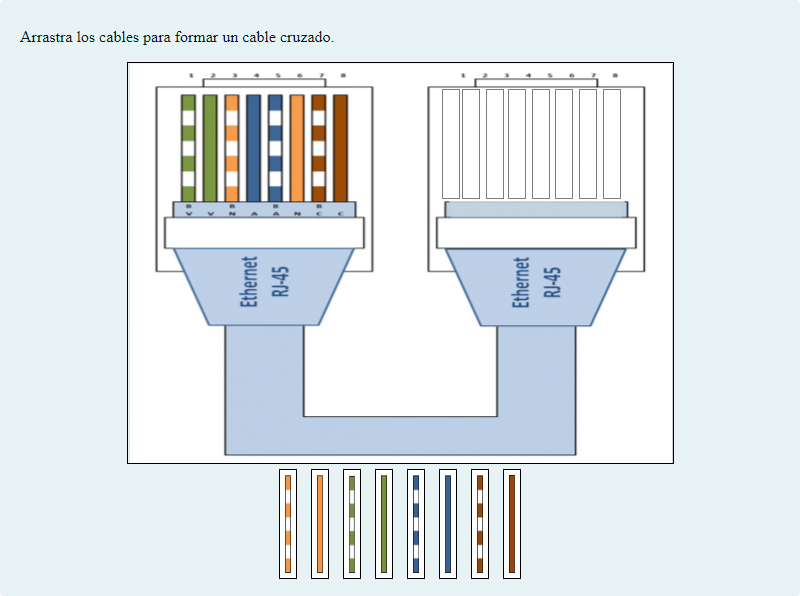 Arrastra los cables para formar un cable cruzado.
1 2 3 4 5 6 7 8
1 2 3 4 5 6 7 8
B B B B
V V N A A N C C
Ethernet
RJ-45
Ethernet
RJ-45